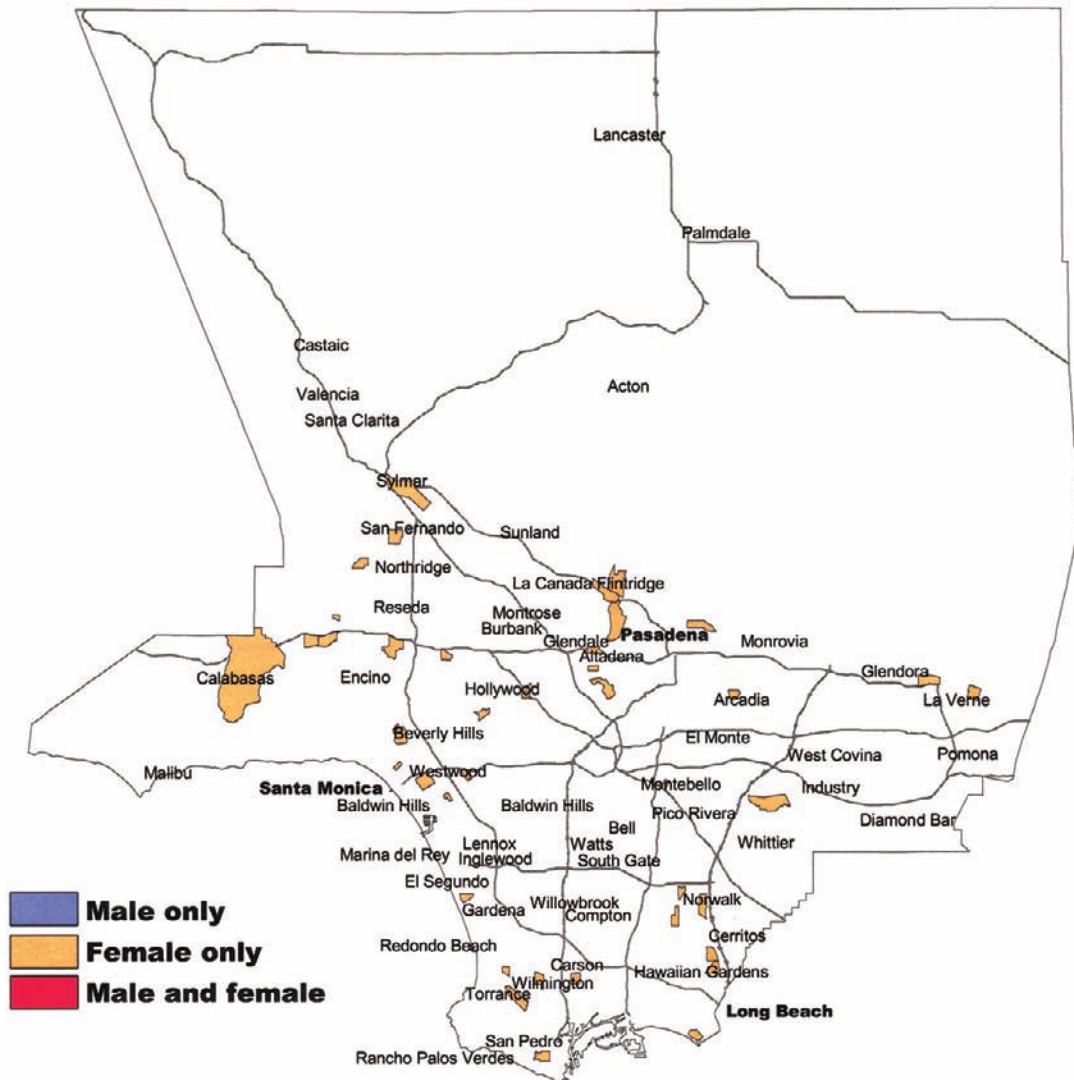 Lancaster
Palmdale
Castaic
Acton
Valencia
Santa Clarita
Sylmar
San Fernando
Sunland
Northridge
La Canada Flintridge
Reseda
Montrose
Burbank
Glendale
Pasadena
Monrovia
Altadena
Calabasas
Encino
Hollywood
Arcadia
Glendora
La Verne
Beverly Hills
El Monte
West Covina
Pomona
Malibu
Westwood
Santa Monica
Montebello
Industry
Baldwin Hills
Baldwin Hills
Pico Rivera
Diamond Bar
Bell
Marina del Rey
Lennox
Inglewood
Watts
South Gate
Whittier
El Segundo
Gardena
Willowbrook
Compton
Norwalk
Male only
Redondo Beach
Cerritos
Female only
Carson
Hawaiian Gardens
Wilmington
Torrance
Male and female
Long Beach
San Pedro
Rancho Palos Verdes